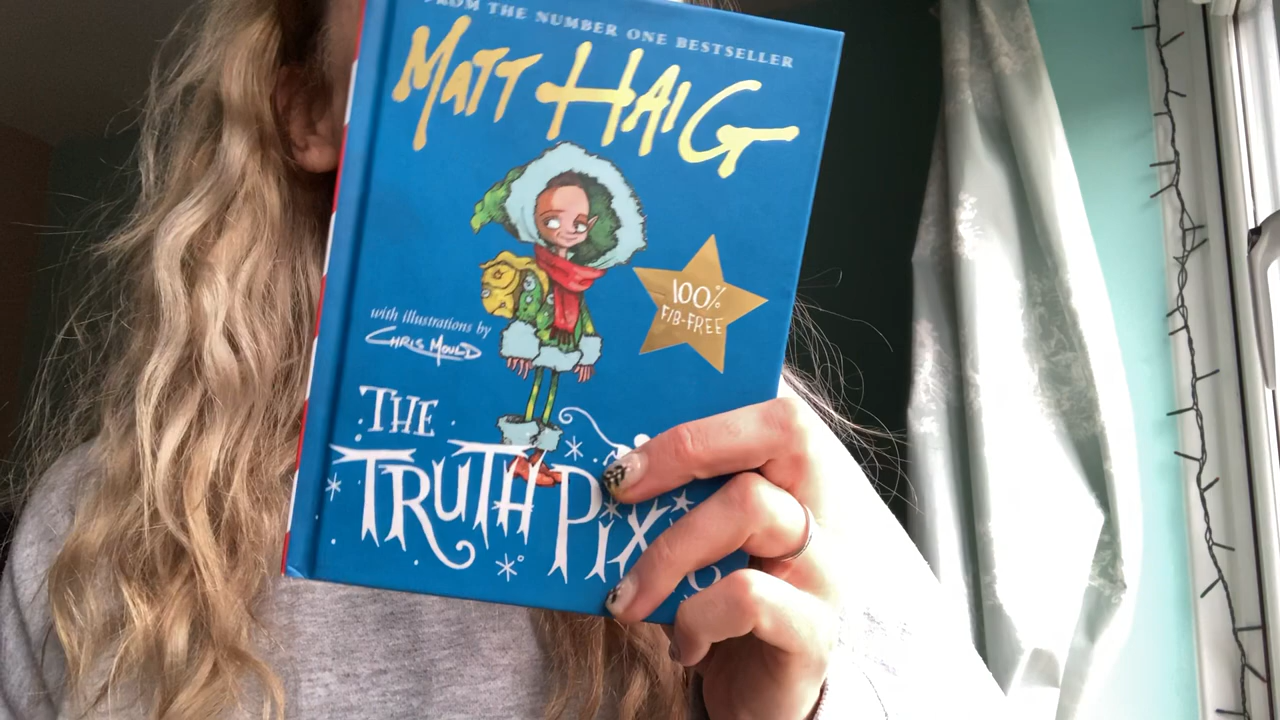 FROM THE NUMBER ONE BESTSELLER
MATT HAIG
100%
FIB-FREE
with illustrations by
CHRIS MOULD
THE
TRUTH PIX